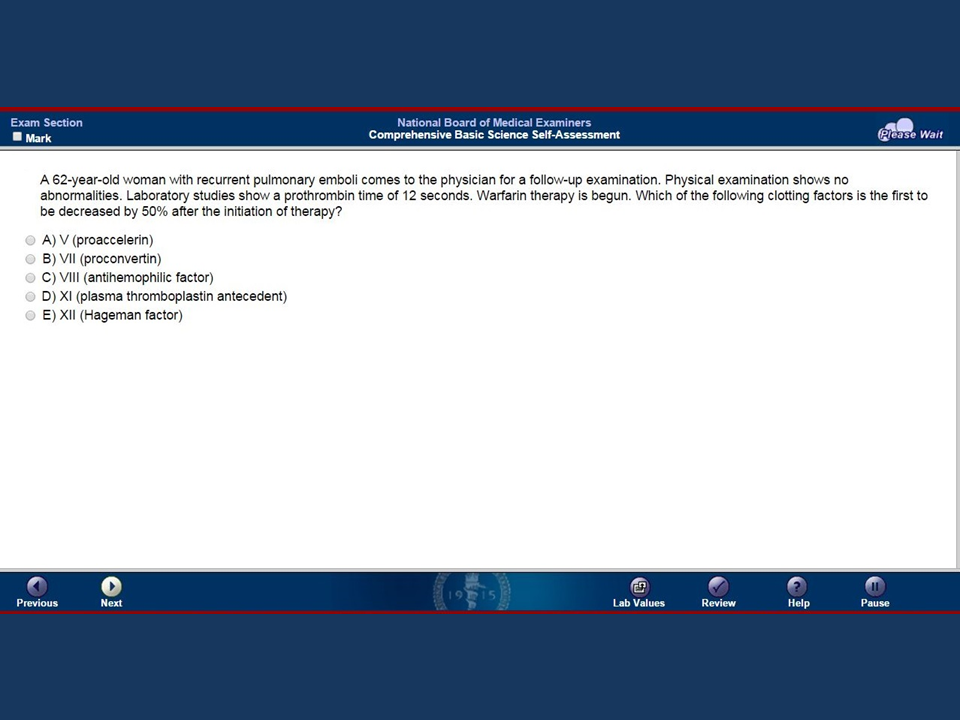 Exam Section
Mark
National Board of Medical Examiners
Comprehensive Basic Science Self-Assessment
Please Wait
A 62-year-old woman with recurrent pulmonary emboli comes to the physician for a follow-up examination. Physical examination shows no
abnormalities. Laboratory studies show a prothrombin time of 12 seconds. Warfarin therapy is begun. Which of the following clotting factors is the first to
be decreased by 50% after the initiation of therapy?
A) V (proaccelerin)
B) VII (proconvertin)
C) VIII (antihemophilic factor)
D) XI (plasma thromboplastin antecedent)
E) XII (Hageman factor)
1915
Previous
Next
Lab Values
Review
Help
Pause